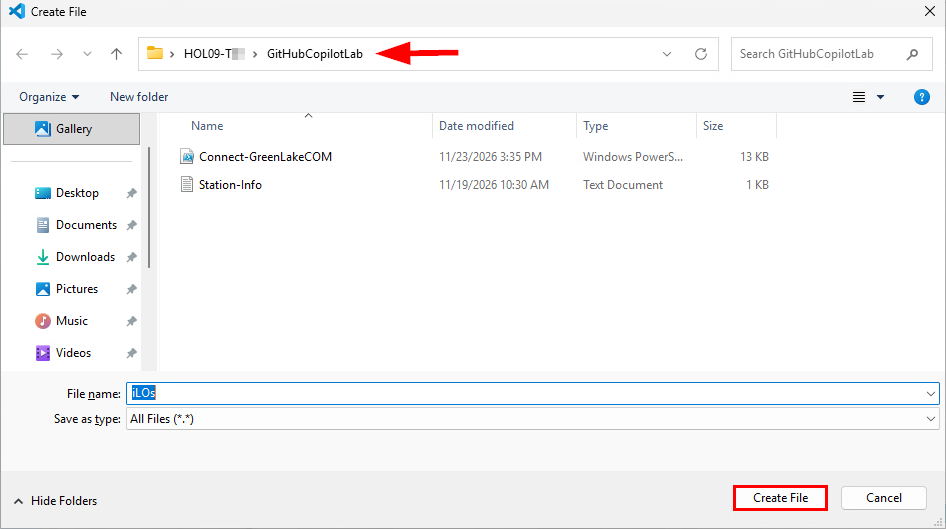 Create File
HOL09-T GitHubCopilotLab Search GitHubCopilotLab
Organize New folder
Gallery
Desktop
Documents
Downloads
Pictures
Music
Videos
Name Date modified Type Size
Connect-GreenLakeCOM 11/23/2026 3:35 PM Windows PowerS... 13 KB
Station-Info 11/19/2026 10:30 AM Text Document 1 KB
File name: iLOs
Save as type: All Files (*.*)
Hide Folders Create File Cancel